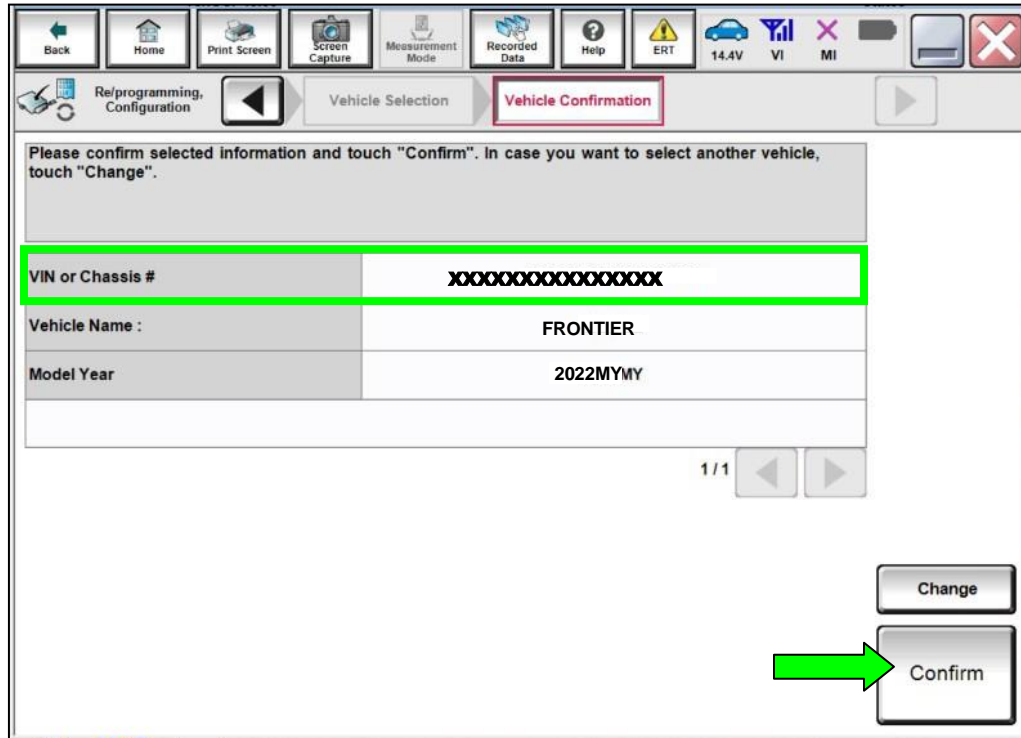 Back Home Print Screen Screen Capture Measurement Mode Recorded Data Help ERT 14.4V VI MI
Re/programming, Configuration Vehicle Selection Vehicle Confirmation
Please confirm selected information and touch "Confirm". In case you want to select another vehicle,
touch "Change".
VIN or Chassis # XXXXXXXXXXXXXXX
Vehicle Name : FRONTIER
Model Year 2022MYMY
1/1
Change
Confirm